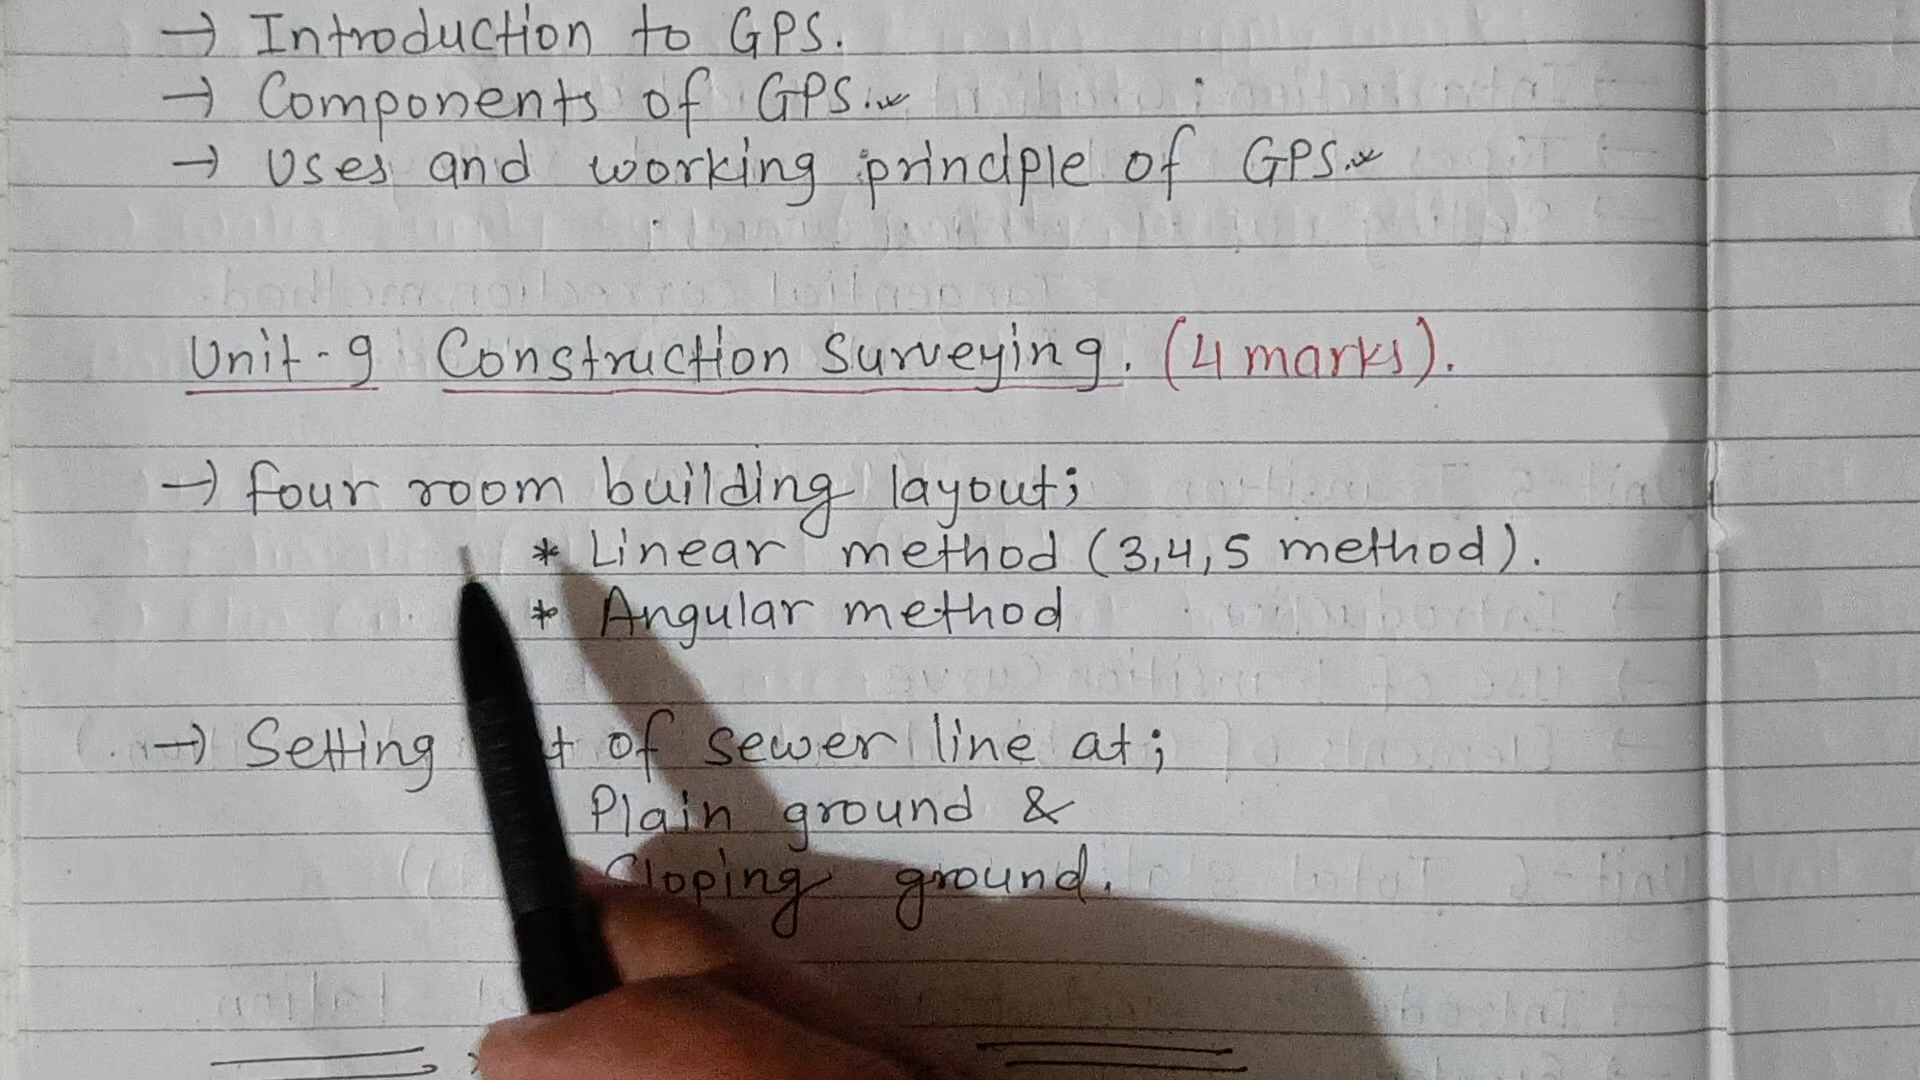 → Introduction to GPS.
→ Components of GPS.
→ Uses and working principle of GPS.
Unit-9 Construction Surveying. (4 marks).
→ four room building layout;
* Linear method (3,4,5 method).
* Angular method
→ Setting of sewer line at;
Plain ground &
ground.